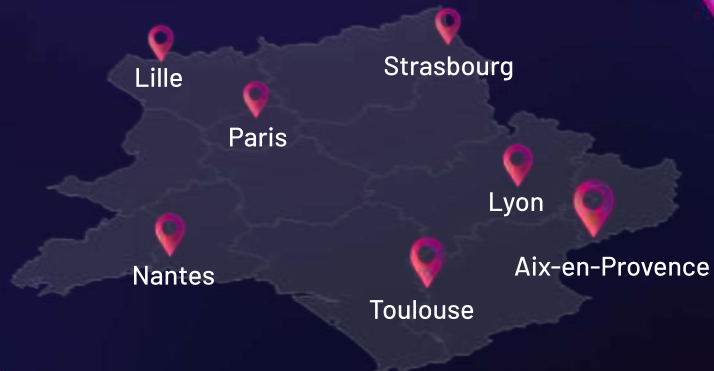 Lille
Strasbourg
Paris
Lyon
Nantes
Aix-en-Provence
Toulouse